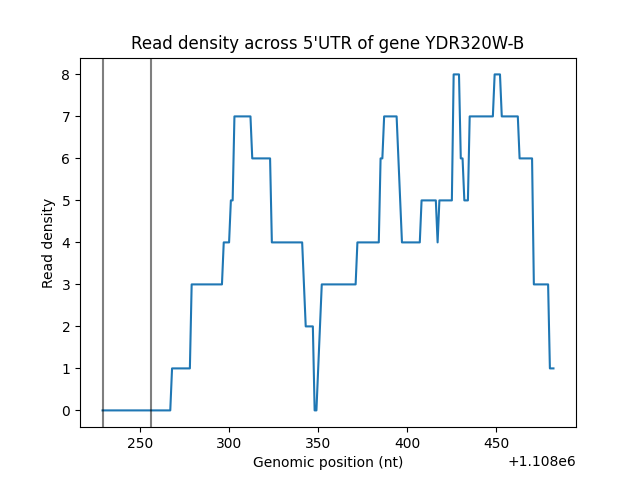 Read density across 5'UTR of gene YDR320W-B
8
7
6
5
4
3
2
1
0
Read density
250 300 350 400 450
Genomic position (nt)
+1.108e6